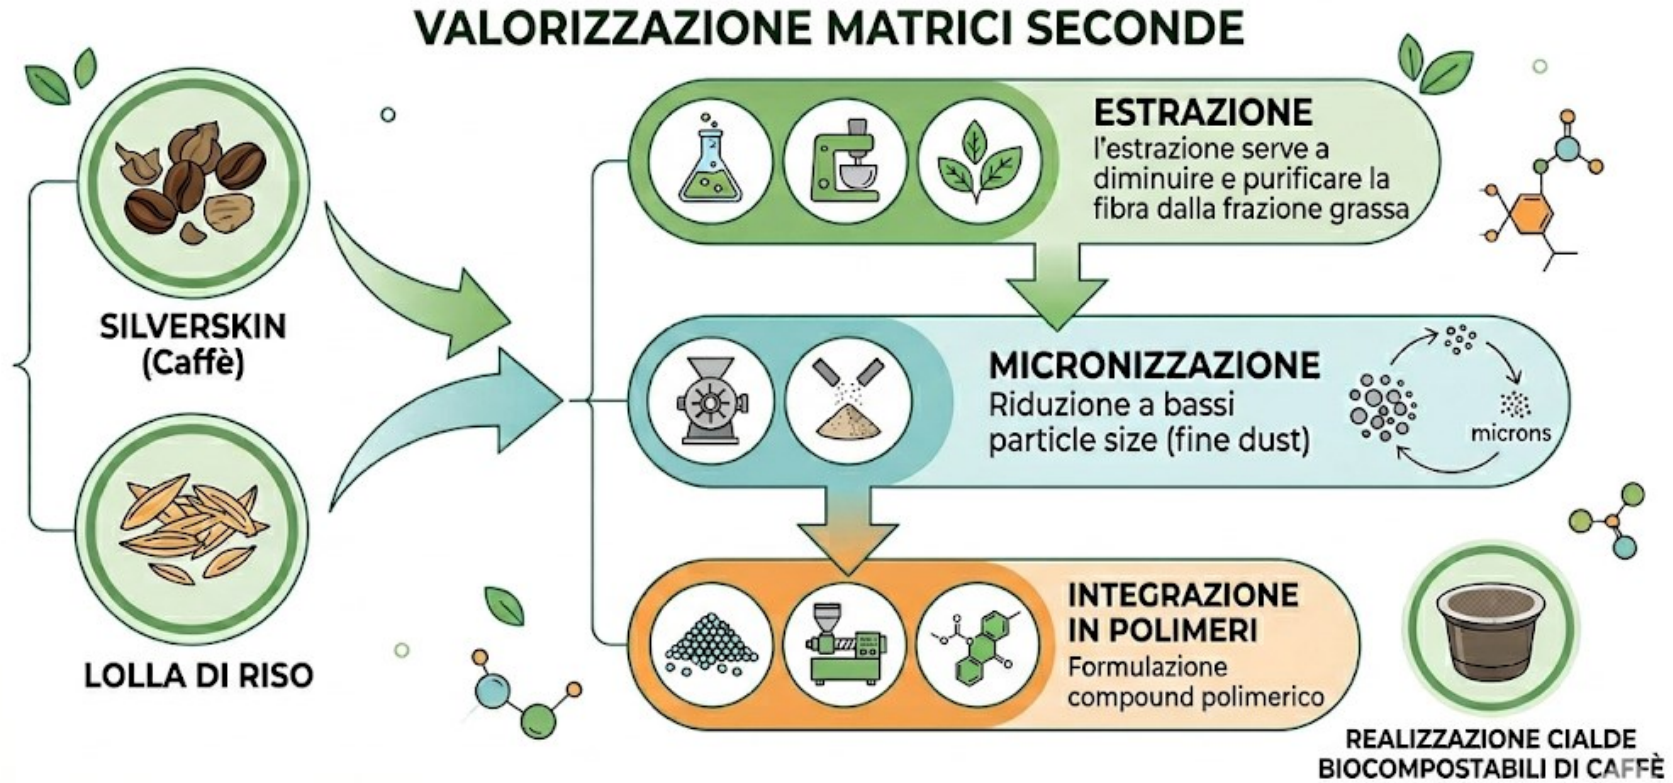 VALORIZZAZIONE MATRICI SECONDE
SILVERSKIN
(Caffè)
LOLLA DI RISO
ESTRAZIONE
l'estrazione serve a
diminuire e purificare la
fibra dalla frazione grassa
MICRONIZZAZIONE
Riduzione a bassi
particle size (fine dust)
microns
INTEGRAZIONE
IN POLIMERI
Formulazione
compound polimerico
REALIZZAZIONE CIALDE
BIOCOMPOSTABILI DI CAFFÈ